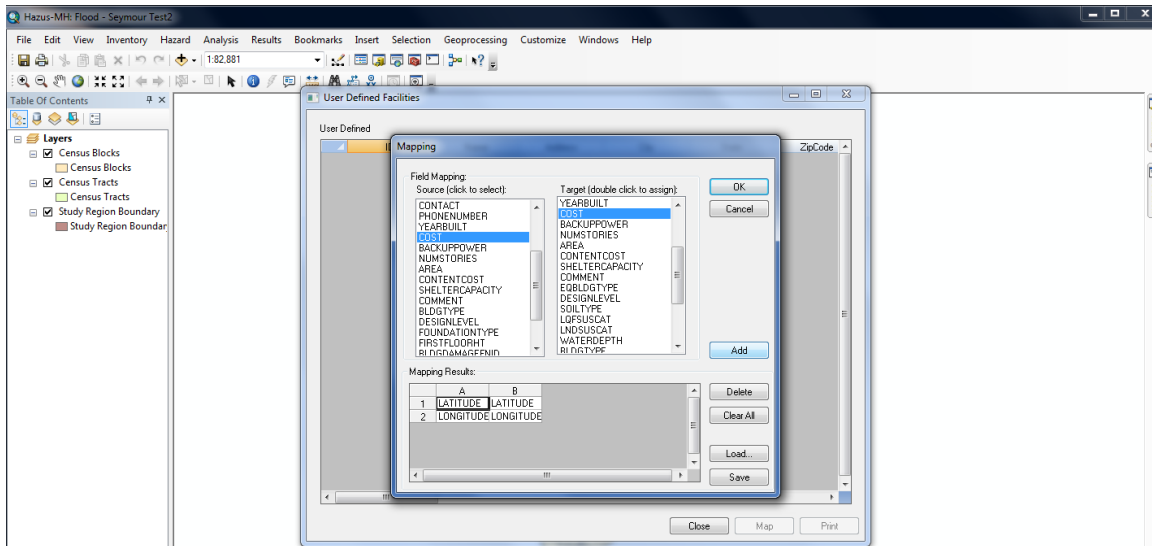 Hazus-MH: Flood - Seymour Test2
File Edit View Inventory Hazard Analysis Results Bookmarks Insert Selection Geoprocessing Customize Windows Help
1:82,881
Table Of Contents
Layers
Census Blocks
Census Blocks
Census Tracts
Census Tracts
Study Region Boundary
Study Region Boundar
User Defined Facilities
User Defined
ID
ZipCode
Mapping
Field Mapping:
Source (click to select):
Target (double click to assign):
CONTACT
PHONENUMBER
YEARBUILT
COST
BACKUPPOWER
NUMSTORIES
AREA
CONTENTCOST
SHELTERCAPACITY
COMMENT
BLDGTYPE
DESIGNLEVEL
FOUNDATIONTYPE
FIRSTFLOORHT
BLDGDAMAGEFNID
YEARBUILT
COST
BACKUPPOWER
NUMSTORIES
AREA
CONTENTCOST
SHELTERCAPACITY
COMMENT
EQBLDGTYPE
DESIGNLEVEL
SOILTYPE
LQFSUSCAT
LNDSUSCAT
WATERDEPTH
BLDGTYPE
OK
Cancel
Add
Mapping Results:
A B
1 LATITUDE LATITUDE
2 LONGITUDE LONGITUDE
Delete
Clear All
Load...
Save
Close Map Print